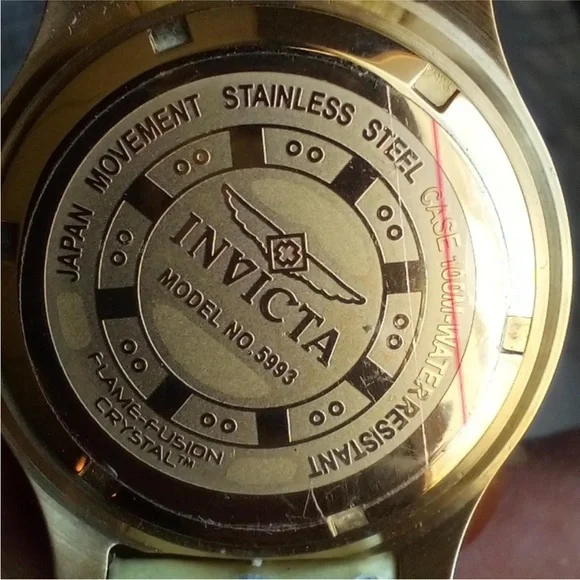 JAPAN MOVEMENT STAINLESS STEEL CASE 100M-WATER RESISTANT
INVICTA
MODEL NO.5993
FLAME-FUSION
CRYSTAL™